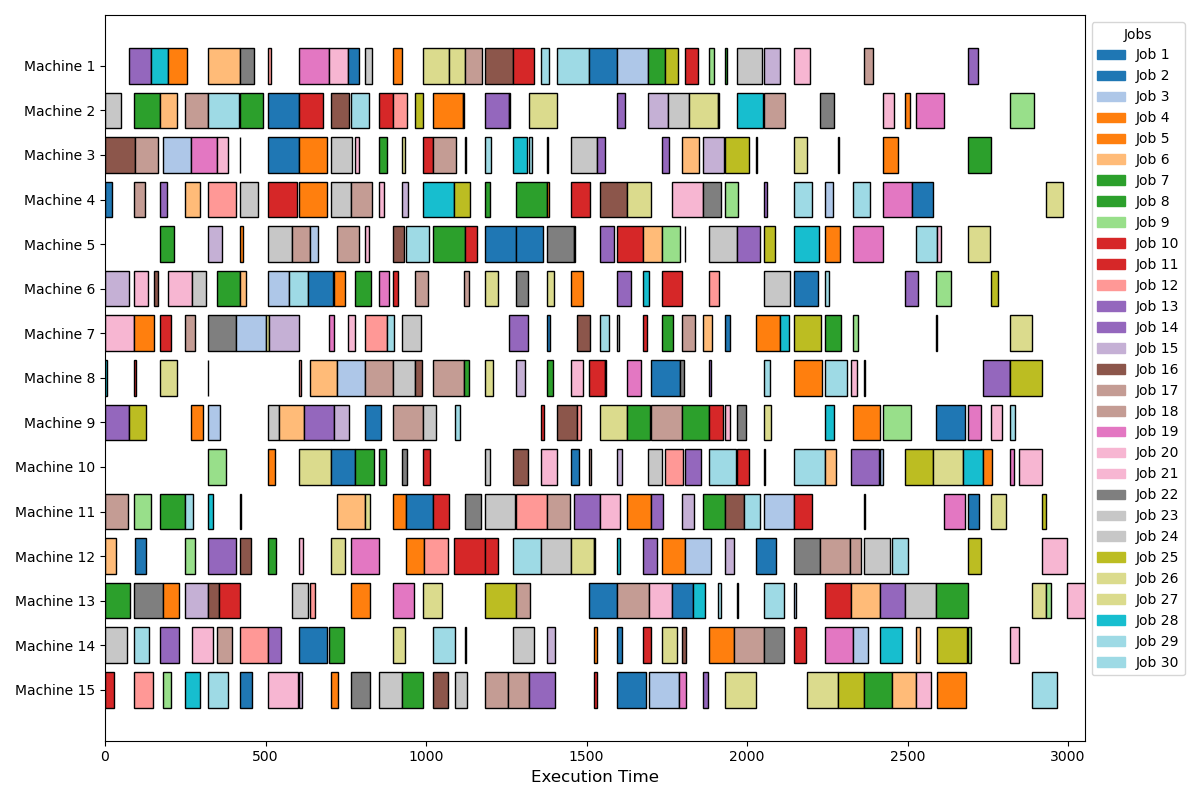 Machine 1
Machine 2
Machine 3
Machine 4
Machine 5
Machine 6
Machine 7
Machine 8
Machine 9
Machine 10
Machine 11
Machine 12
Machine 13
Machine 14
Machine 15
0 500 1000 1500 2000 2500 3000
Execution Time
Jobs
Job 1
Job 2
Job 3
Job 4
Job 5
Job 6
Job 7
Job 8
Job 9
Job 10
Job 11
Job 12
Job 13
Job 14
Job 15
Job 16
Job 17
Job 18
Job 19
Job 20
Job 21
Job 22
Job 23
Job 24
Job 25
Job 26
Job 27
Job 28
Job 29
Job 30